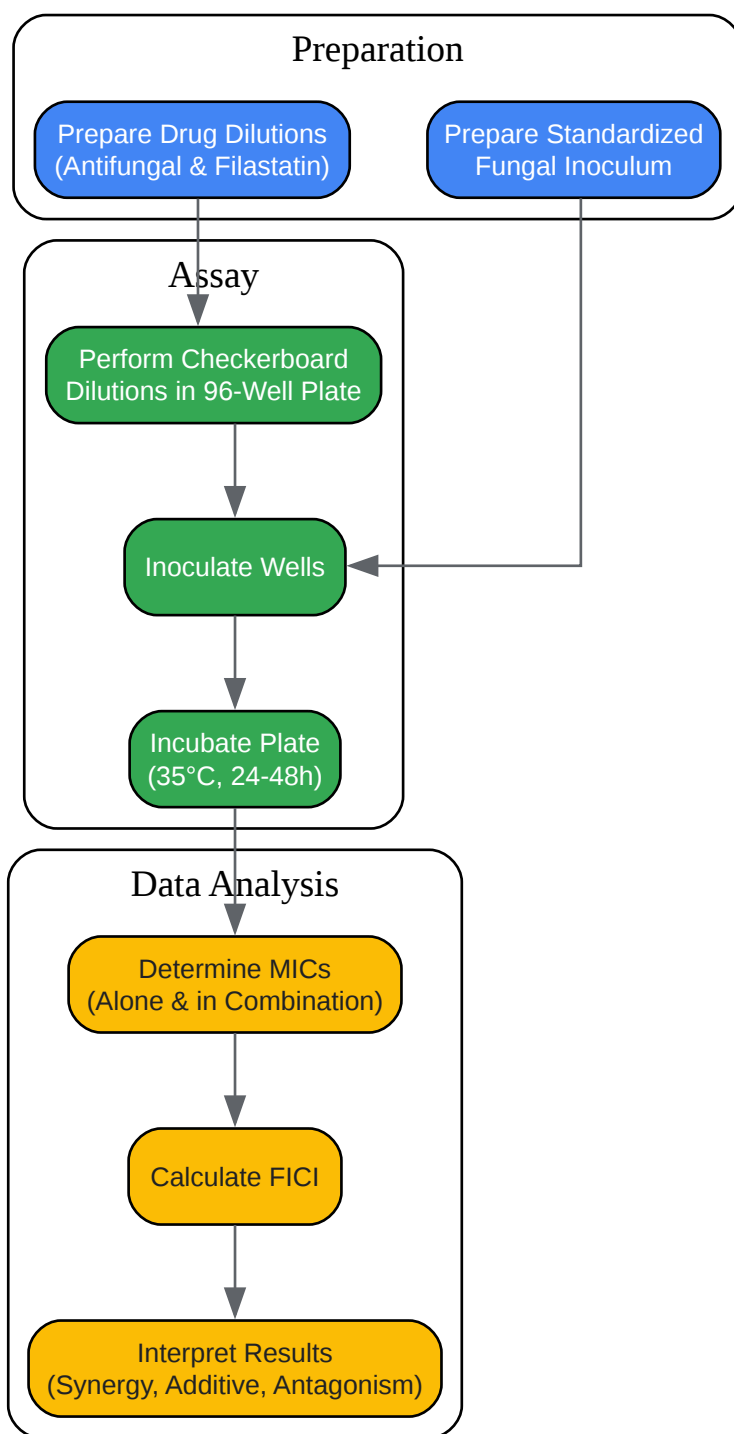 Preparation
Prepare Drug Dilutions
(Antifungal & Filastatin)
Prepare Standardized
Fungal Inoculum
Assay
Perform Checkerboard
Dilutions in 96-Well Plate
Inoculate Wells
Incubate Plate
(35°C, 24-48h)
Data Analysis
Determine MICs
(Alone & in Combination)
Calculate FICI
Interpret Results
(Synergy, Additive, Antagonism)